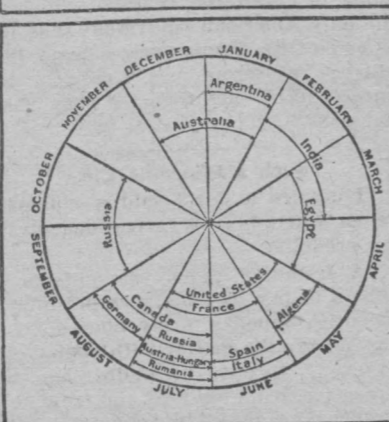 DECEMBER
JANUARY
FEBRUARY
MARCH
APRIL
MAY
JUNE
JULY
AUGUST
SEPTEMBER
OCTOBER
NOVEMBER
Argentina
Australia
India
Egypt
Russia
United States
France
Algeria
Canada
Germany
Russia
Austria-Hungry
Rumania
Spain
Italy